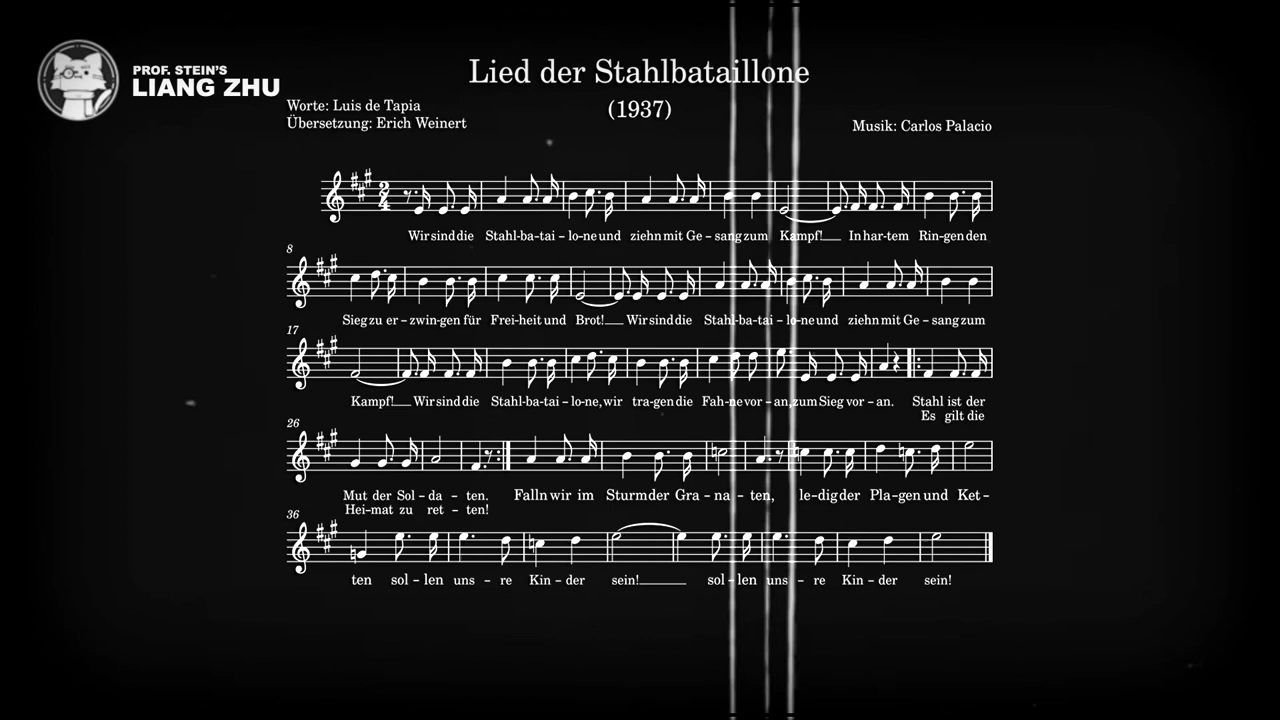 PROF. STEIN'S
LIANG ZHU
Lied der Stahlbataillone
(1937)
Worte: Luis de Tapia
Übersetzung: Erich Weinert
Musik: Carlos Palacio
2
4
Wir sind die Stahl-ba-tai-lo-ne und ziehn mit Ge-sang zum Kampf! In har-tem Rin-gen den
8
Sieg zu er-zwin-gen für Frei-heit und Brot! Wir sind die Stahl-ba-tai-lo-ne und ziehn mit Ge-sang zum
17
Kampf! Wir sind die Stahl-ba-tai-lo-ne, wir tra-gen die Fah-ne vor-an, zum Sieg vor-an. Stahl ist der
Es gilt die
26
Mut der Sol-da-ten. Falln wir im Sturm der Gra-na-ten, le-dig der Pla-gen und Ket-
Hei-mat zu ret-ten!
36
ten sol-len uns-re Kin-der sein! sol-len uns-re Kin-der sein!